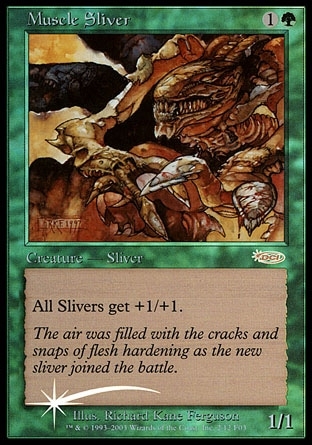 Muscle Sliver 1
Creature — Sliver
DCI
All Slivers get +1/+1.
The air was filled with the cracks and
snaps of flesh hardening as the new
sliver joined the battle.
Illus. Richard Kane Ferguson
1/1